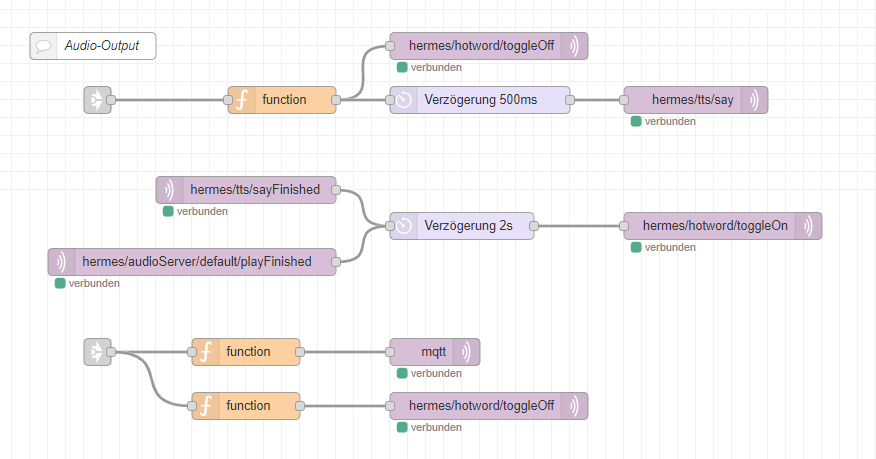 Audio-Output
hermes/hotword/toggleOff
verbunden
function
Verzögerung 500ms
hermes/tts/say
verbunden
hermes/tts/sayFinished
verbunden
Verzögerung 2s
hermes/hotword/toggleOn
verbunden
hermes/audioServer/default/playFinished
verbunden
function
mqtt
verbunden
function
hermes/hotword/toggleOff
verbunden